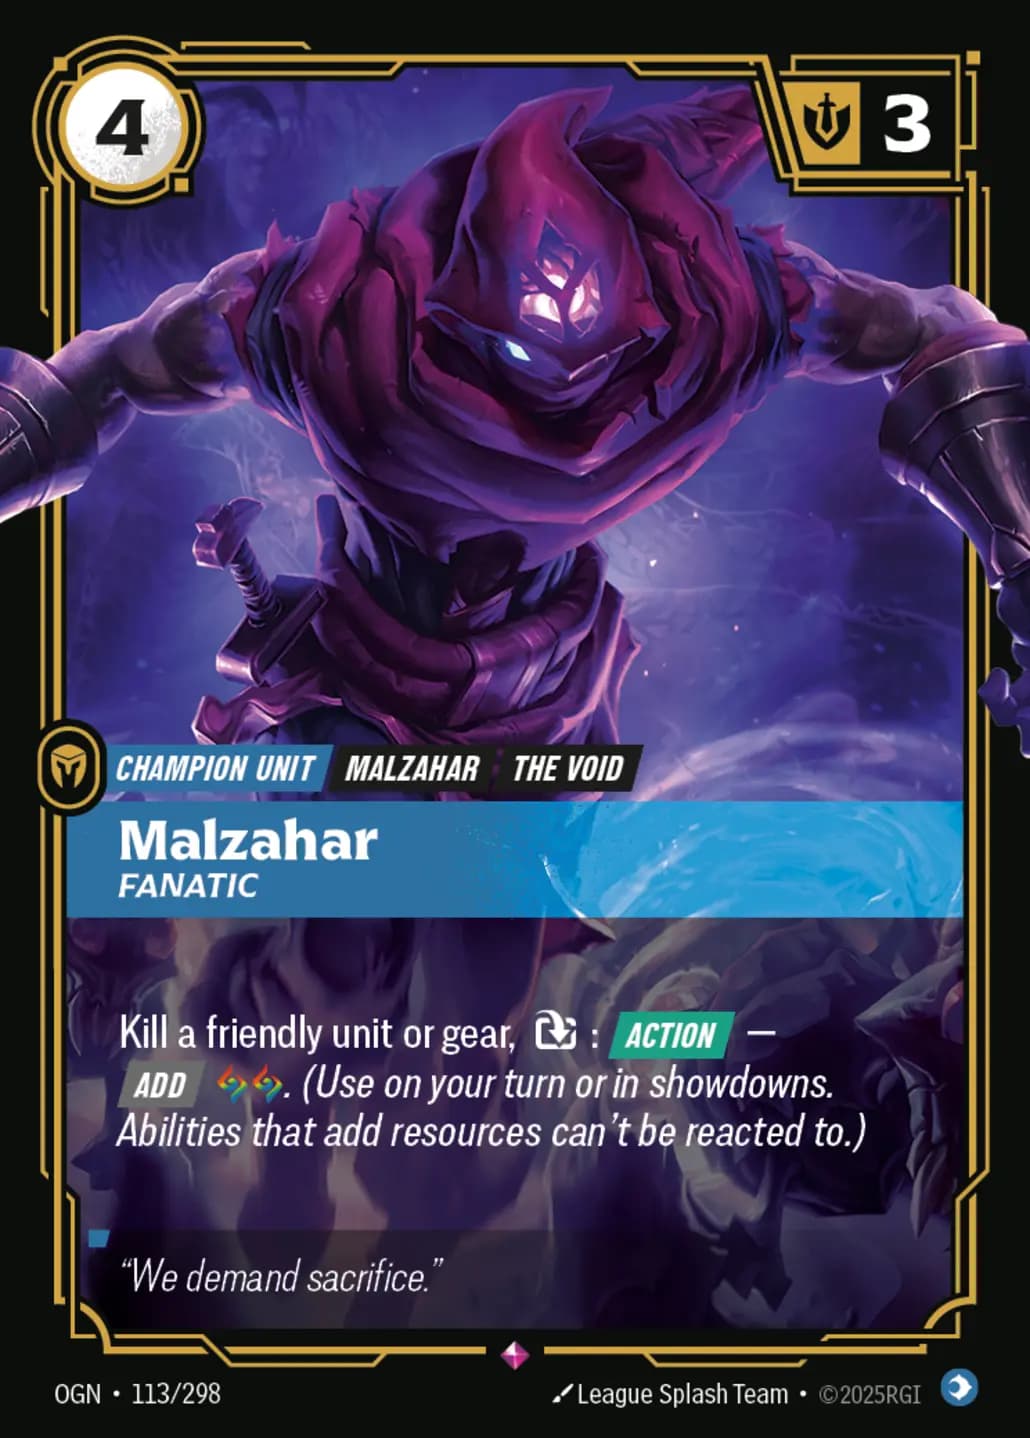 4
3
CHAMPION UNIT MALZAHAR THE VOID
Malzahar
FANATIC
Kill a friendly unit or gear, : ACTION —
ADD . (Use on your turn or in showdowns.
Abilities that add resources can't be reacted to.)
“We demand sacrifice.”
OGN • 113/298 League Splash Team • ©2025RGI